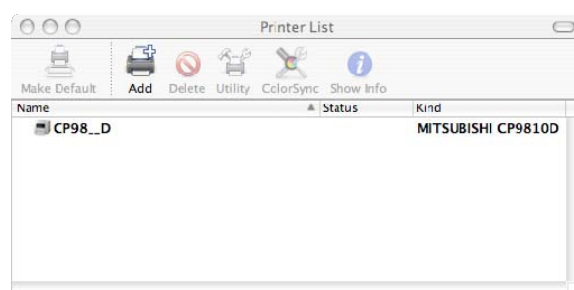 Printer List
Make Default Add Delete Utility ColorSync Show Info
Name Status Kind
CP98__D MITSUBISHI CP9810D